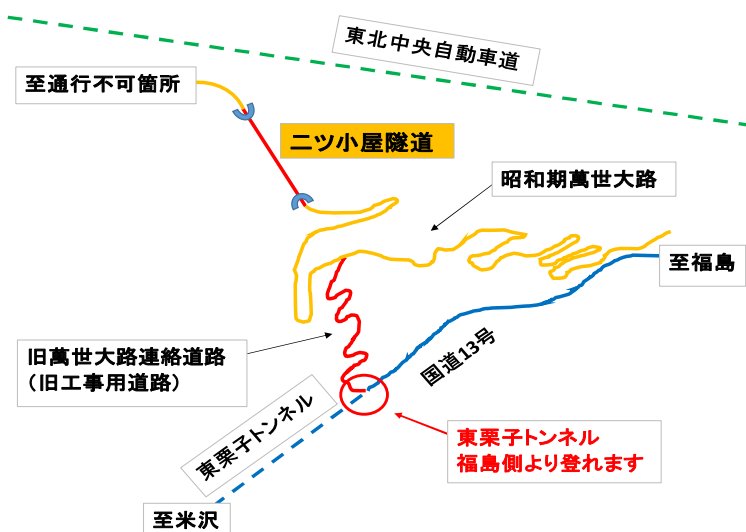 東北中央自動車道
至通行不可箇所
二ツ小屋隧道
昭和期萬世大路
至福島
国道13号
旧萬世大路連絡道路
（旧工事用道路）
東栗子トンネル
東栗子トンネル
福島側より登れます
至米沢